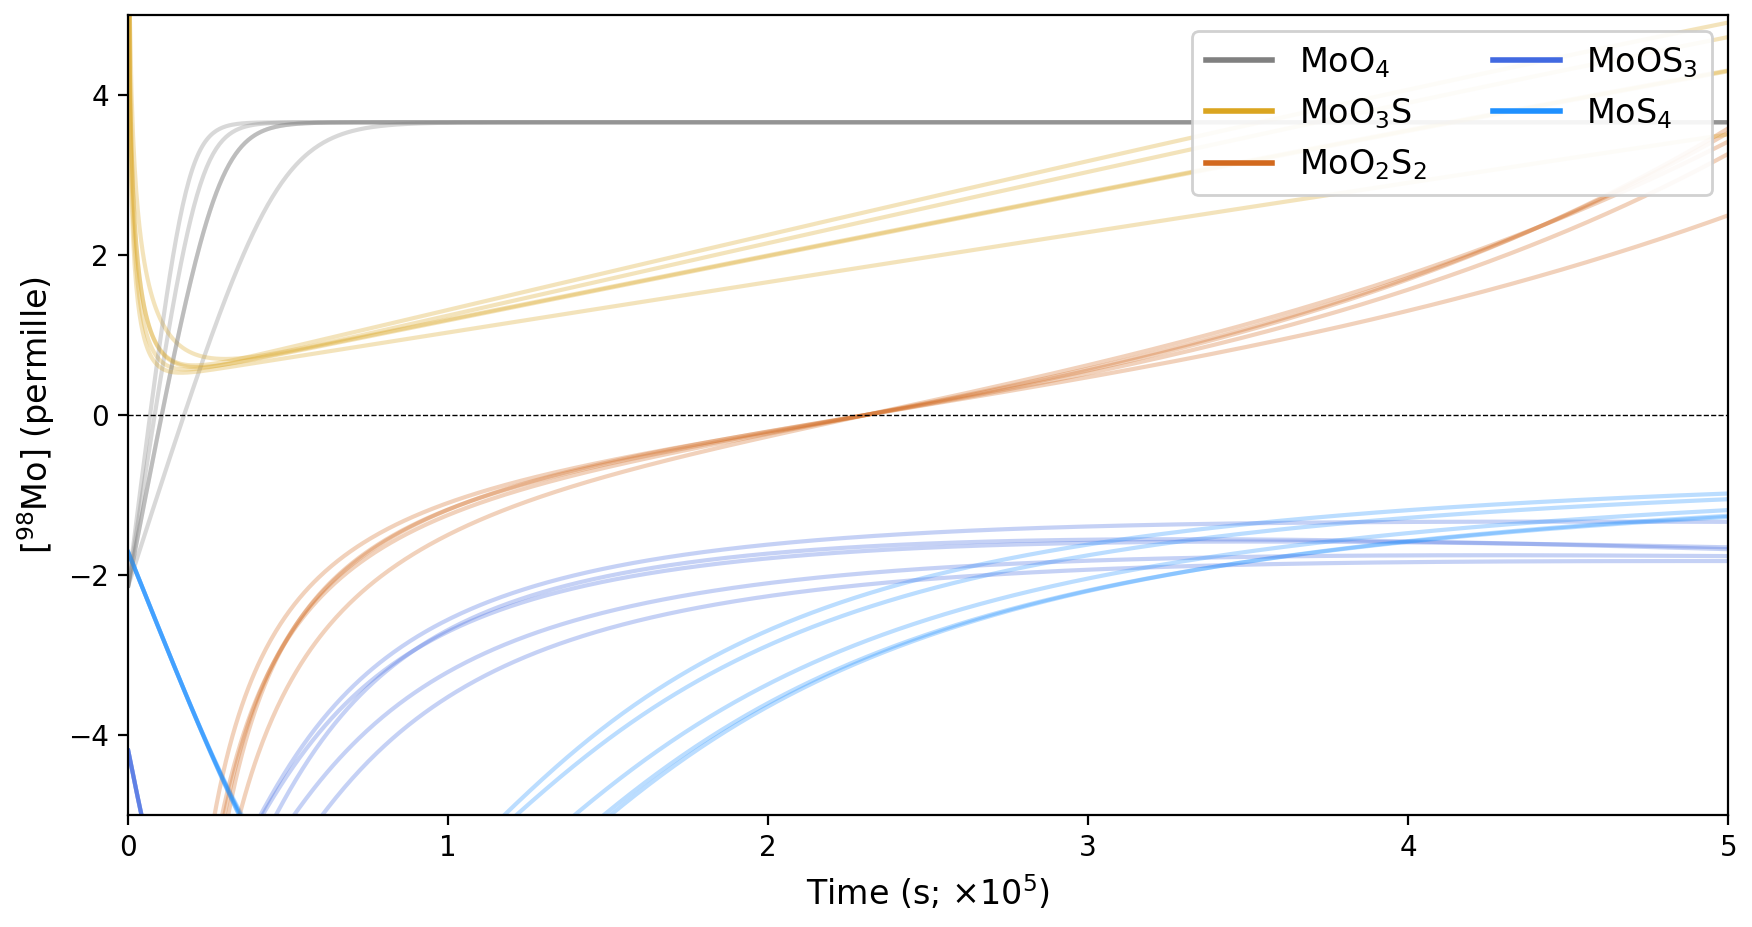 MoO₄
MoO₃S
MoO₂S₂
MoOS₃
MoS₄
4
2
0
−2
−4
[⁹⁸Mo] (permille)
0 1 2 3 4 5
Time (s; ×10⁵)